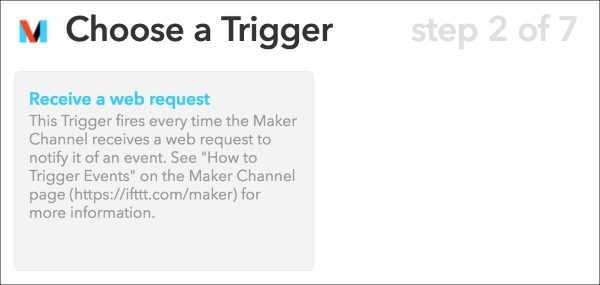 Choose a Trigger
step 2 of 7
Receive a web request
This Trigger fires every time the Maker
Channel receives a web request to
notify it of an event. See "How to
Trigger Events" on the Maker Channel
page (https://ifttt.com/maker) for
more information.